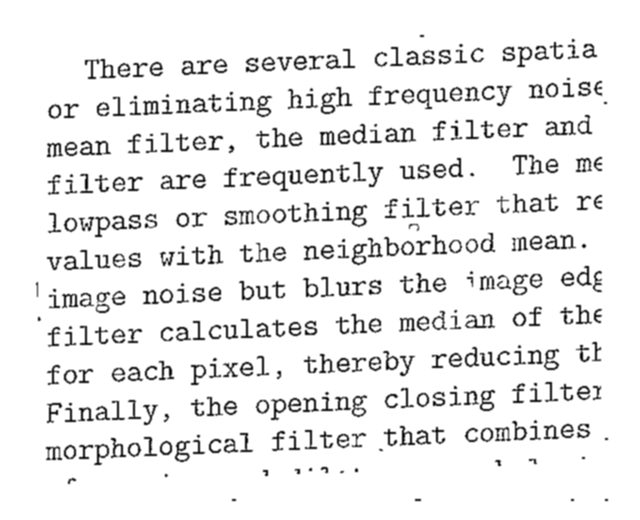 There are several classic spatia
or eliminating high frequency noise
mean filter, the median filter and
filter are frequently used. The me
lowpass or smoothing filter that re
values with the neighborhood mean.
image noise but blurs the image edg
filter calculates the median of the
for each pixel, thereby reducing th
Finally, the opening closing filter
morphological filter that combines